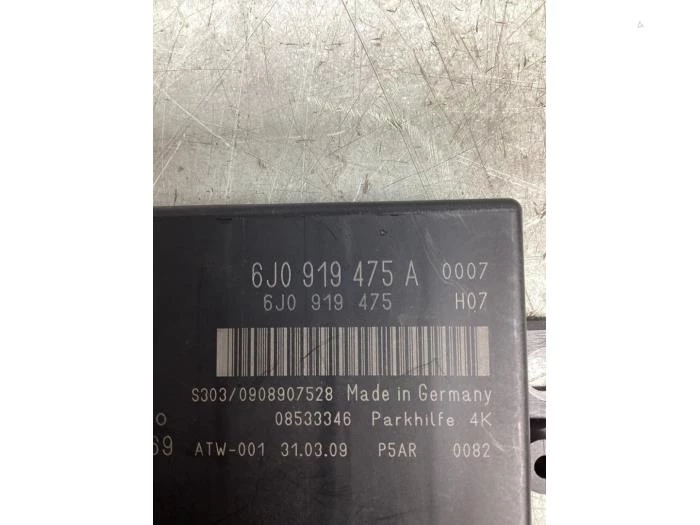 6J0 919 475 A 0007
6J0 919 475 H07
S303/0908907528 Made in Germany
o 08533346 Parkhilfe 4K
69 ATW-001 31.03.09 P5AR 0082